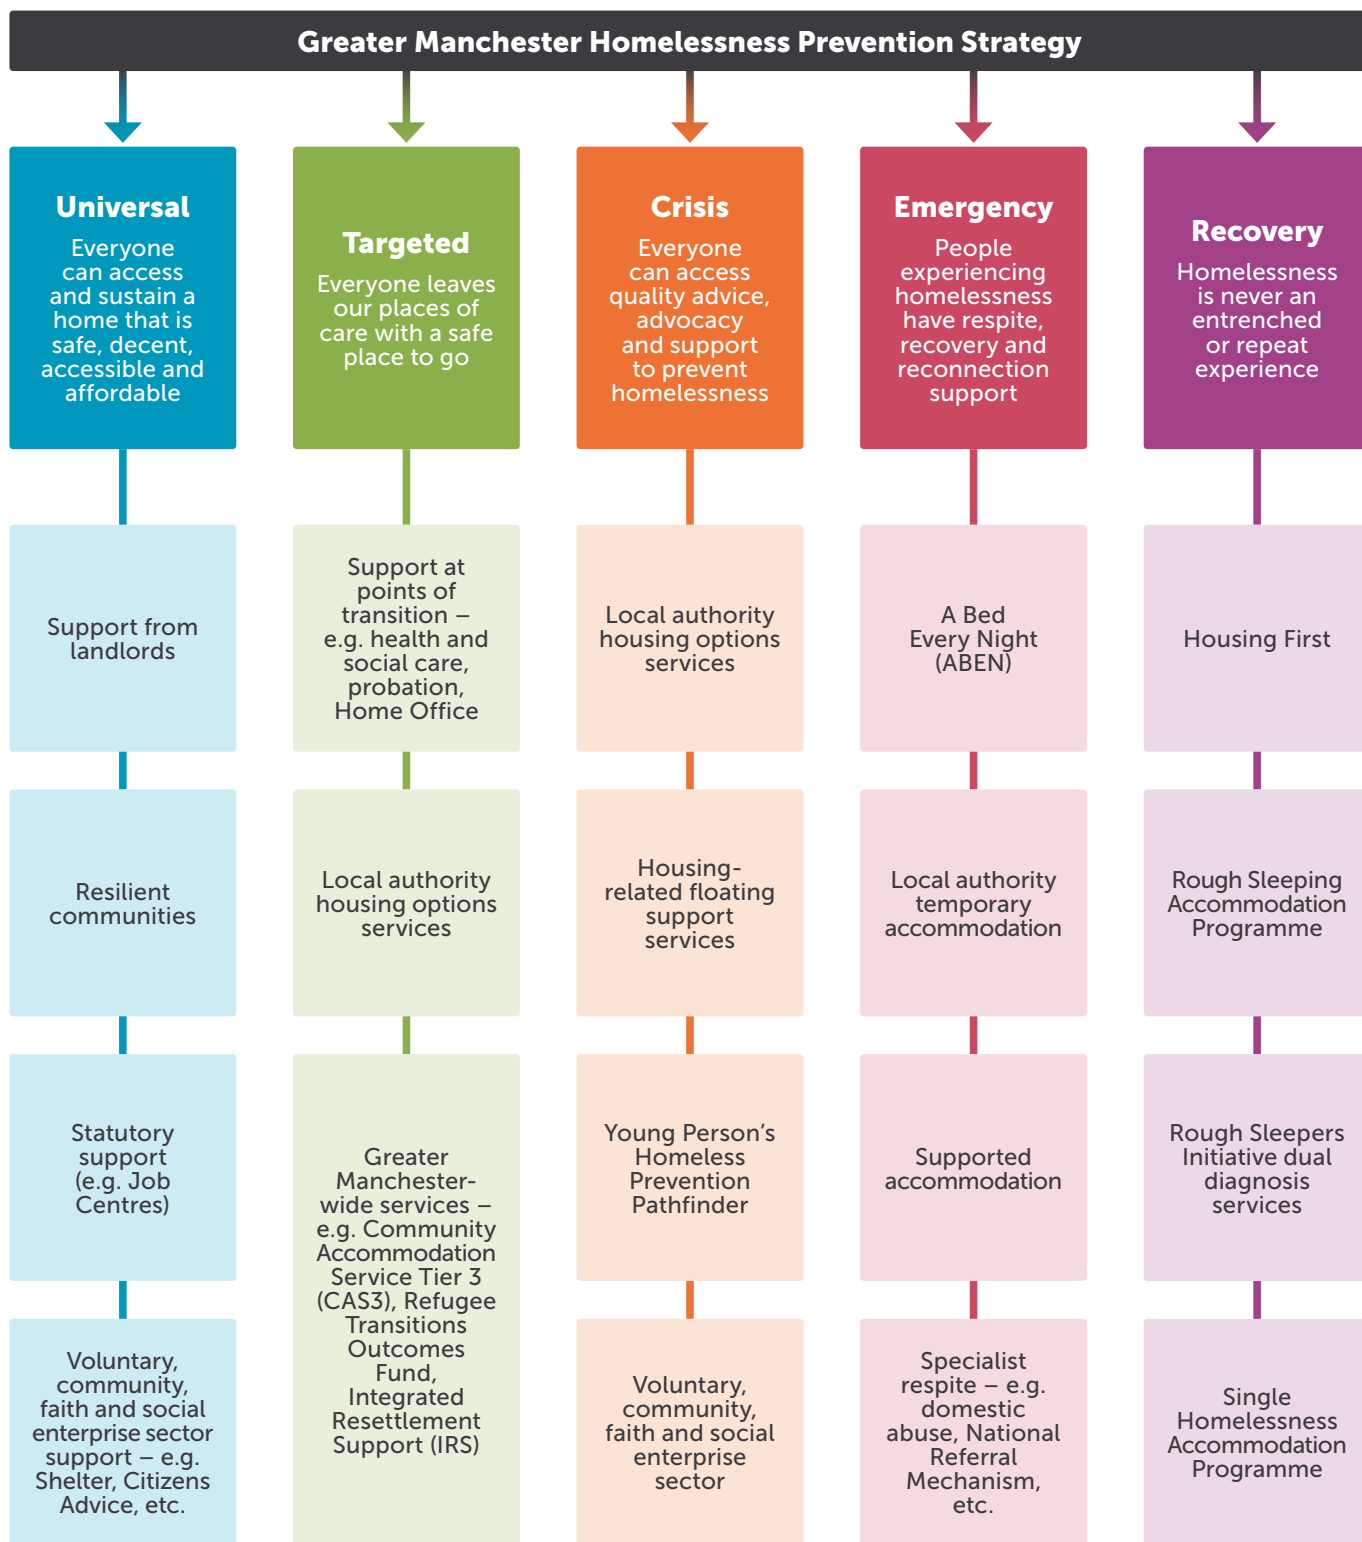 Greater Manchester Homelessness Prevention Strategy
Universal
Everyone
can access
and sustain a
home that is
safe, decent,
accessible and
affordable
Support from
landlords
Resilient
communities
Statutory
support
(e.g. Job
Centres)
Voluntary,
community,
faith and social
enterprise sector
support – e.g.
Shelter, Citizens
Advice, etc.
Targeted
Everyone leaves
our places of
care with a safe
place to go
Support at
points of
transition –
e.g. health and
social care,
probation,
Home Office
Local authority
housing options
services
Greater
Manchester-
wide services –
e.g. Community
Accommodation
Service Tier 3
(CAS3), Refugee
Transitions
Outcomes
Fund,
Integrated
Resettlement
Support (IRS)
Crisis
Everyone
can access
quality advice,
advocacy
and support
to prevent
homelessness
Local authority
housing options
services
Housing-
related floating
support
services
Young Person’s
Homeless
Prevention
Pathfinder
Voluntary,
community,
faith and social
enterprise
sector
Emergency
People
experiencing
homelessness
have respite,
recovery and
reconnection
support
A Bed
Every Night
(ABEN)
Local authority
temporary
accommodation
Supported
accommodation
Specialist
respite – e.g.
domestic
abuse, National
Referral
Mechanism,
etc.
Recovery
Homelessness
is never an
entrenched
or repeat
experience
Housing First
Rough Sleeping
Accommodation
Programme
Rough Sleepers
Initiative dual
diagnosis
services
Single
Homelessness
Accommodation
Programme